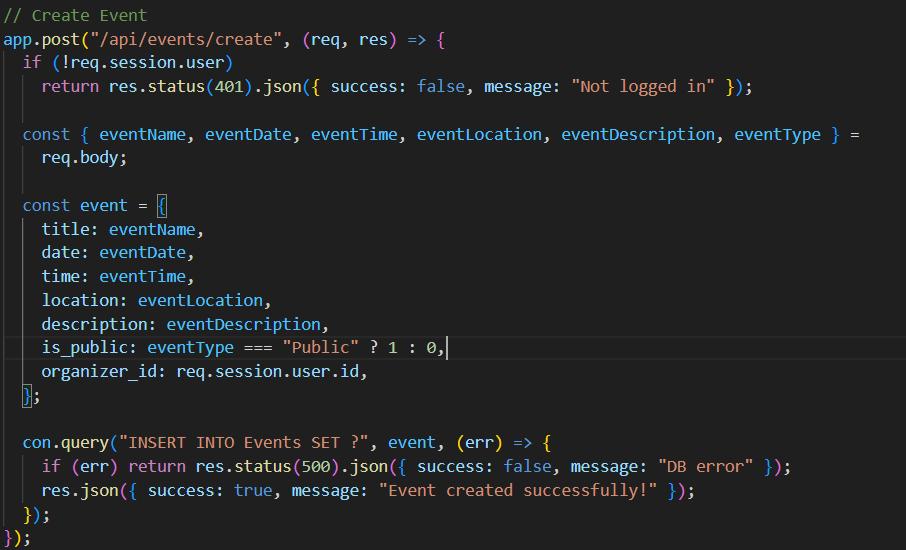 // Create Event
app.post("/api/events/create", (req, res) => {
  if (!req.session.user)
    return res.status(401).json({ success: false, message: "Not logged in" });

  const { eventName, eventDate, eventTime, eventLocation, eventDescription, eventType } =
    req.body;

  const event = {
    title: eventName,
    date: eventDate,
    time: eventTime,
    location: eventLocation,
    description: eventDescription,
    is_public: eventType === "Public" ? 1 : 0,
    organizer_id: req.session.user.id,
  };

  con.query("INSERT INTO Events SET ?", event, (err) => {
    if (err) return res.status(500).json({ success: false, message: "DB error" });
    res.json({ success: true, message: "Event created successfully!" });
  });
});